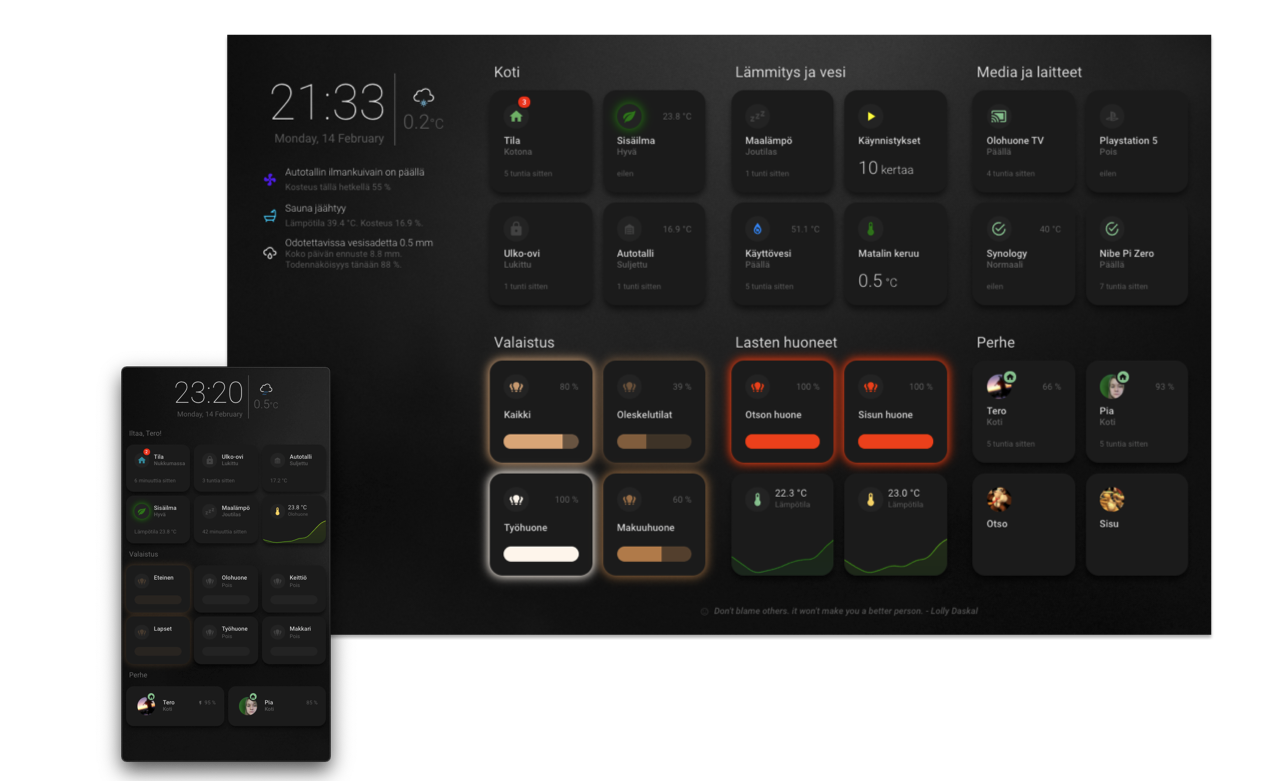 21:33
0.2°C
Monday, 14 February
Autotallin ilmankuivain on päällä
Kosteus tällä hetkellä 55 %
Sauna jäähtyy
Lämpötila 39.4 °C. Kosteus 16.9 %.
Odotettavissa vesisadetta 0.5 mm
Koko päivän ennuste 8.8 mm.
Todennäköisyys tänään 88 %.
Koti
3
Tila
Kotona
5 tuntia sitten
23.8 °C
Sisäilma
Hyvä
eilen
Ulko-ovi
Lukittu
1 tunti sitten
16.9 °C
Autotalli
Suljettu
1 tunti sitten
Lämmitys ja vesi
zzz
Maalämpö
Joutilas
1 tunti sitten
Käynnistykset
10 kertaa
51.1 °C
Käyttövesi
Päällä
5 tuntia sitten
Matalin keruu
0.5 °C
Media ja laitteet
Olohuone TV
Päällä
4 tuntia sitten
Playstation 5
Pois
eilen
40 °C
Synology
Normaali
eilen
Nibe Pi Zero
Päällä
7 tuntia sitten
Valaistus
80 %
Kaikki
39 %
Oleskelutilat
100 %
Työhuone
60 %
Makuuhuone
Lasten huoneet
100 %
Otson huone
100 %
Sisun huone
22.3 °C
Lämpötila
23.0 °C
Lämpötila
Perhe
66 %
Tero
Koti
5 tuntia sitten
93 %
Pia
Koti
5 tuntia sitten
Otso
Sisu
Don't blame others, it won't make you a better person. - Lolly Daskal
23:20
0.5°C
Monday, 14 February
Iltaa, Tero!
Tila
Nukkumassa
6 minuuttia sitten
Ulko-ovi
Lukittu
3 tuntia sitten
Autotalli
Suljettu
17.2 °C
Sisäilma
Hyvä
Lämpötila 23.8 °C
Maalämpö
Joutilas
42 minuuttia sitten
23.8 °C
Olohuone
Valaistus
Eteinen
Olohuone
Pois
Keittiö
Pois
Lapset
Työhuone
Pois
Makkari
Pois
Perhe
Tero
Koti
95 %
Pia
Koti